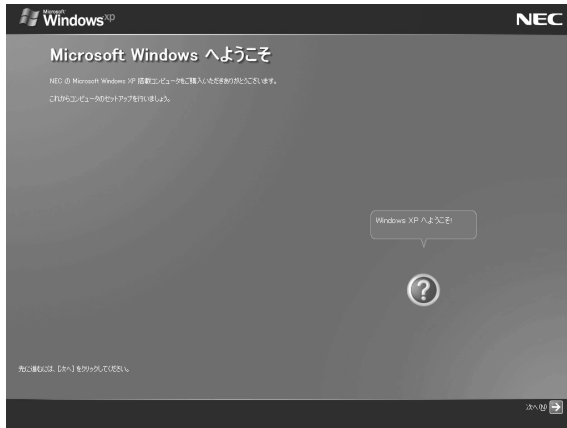 Microsoft
Windows xp
NEC
Microsoft Windows へようこそ
NEC の Microsoft Windows XP 搭載コンピュータをご購入いただきありがとうございます。
これからコンピュータのセットアップを行いましょう。
Windows XP へようこそ!
?
先に進むには、[次へ] をクリックしてください。
次へ(N)